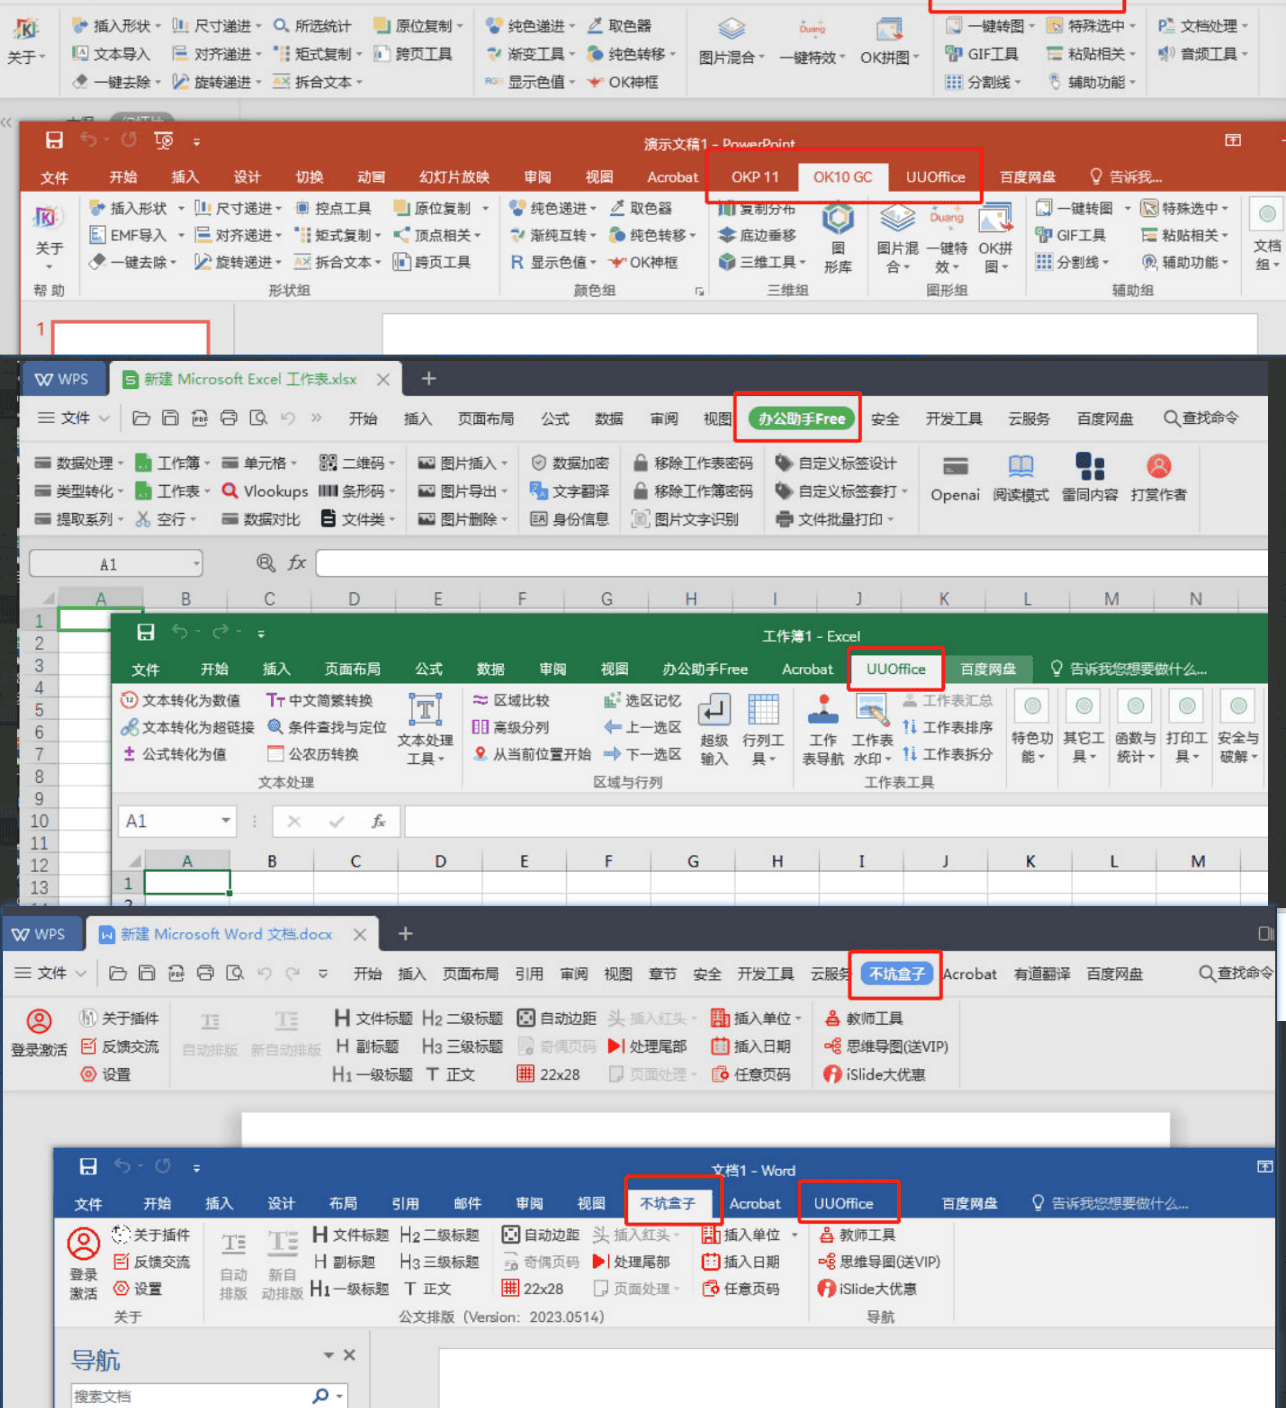 插入形状 尺寸递进 所选统计 原位复制 纯色递进 取色器 一键转图 特殊选中 文档处理
关于 文本导入 对齐递进 矩式复制 跨页工具 渐变工具 纯色转移 图片混合 一键特效 OK拼图 GIF工具 粘贴相关 音频工具
一键去除 旋转递进 拆合文本 RGB 显示色值 OK神框 分割线 辅助功能
演示文稿1 - PowerPoint
文件 开始 插入 设计 切换 动画 幻灯片放映 审阅 视图 Acrobat OKP 11 OK10 GC UUOffice 百度网盘 告诉我...
插入形状 尺寸递进 控点工具 原位复制 纯色递进 取色器 复制分布 Duang 一键转图 特殊选中
关于 EMF导入 对齐递进 矩式复制 顶点相关 渐纯互转 纯色转移 底边垂移 图形库 图片混合 一键特效 OK拼图 GIF工具 粘贴相关 文档组
一键去除 旋转递进 拆合文本 跨页工具 显示色值 OK神框 三维工具 分割线 辅助功能
帮助 形状组 颜色组 三维组 图形组 辅助组
1
WPS 新建 Microsoft Excel 工作表.xlsx
文件 开始 插入 页面布局 公式 数据 审阅 视图 办公助手Free 安全 开发工具 云服务 百度网盘 查找命令
数据处理 工作簿 单元格 二维码 图片插入 数据加密 移除工作表密码 自定义标签设计
类型转化 工作表 Vlookups 条形码 图片导出 文字翻译 移除工作簿密码 自定义标签套打 Openai 阅读模式 雷同内容 打赏作者
提取系列 空行 数据对比 文件类 图片删除 身份信息 图片文字识别 文件批量打印
A1 fx
A B C D E F G H I J K L M N
1
2
3
4
5
6
7
8
9
10
11
12
13
工作簿1 - Excel
文件 开始 插入 页面布局 公式 数据 审阅 视图 办公助手Free Acrobat UUOffice 百度网盘 告诉我您想要做什么...
文本转化为数值 中文简繁转换 区域比较 选区记忆 工作表汇总
文本转化为超链接 条件查找与定位 文本处理工具 高级分列 上一选区 超级输入 行列工具 工作表导航 工作表水印 工作表排序 特色功能 其它工具 函数与统计 打印工具 安全与破解
公式转化为值 公农历转换 从当前位置开始 下一选区 工作表拆分
文本处理 区域与行列 工作表工具
A1 fx
A B C D E F G H I J K L M
1
2
WPS 新建 Microsoft Word 文档.docx
文件 开始 插入 页面布局 引用 审阅 视图 章节 安全 开发工具 云服务 不坑盒子 Acrobat 有道翻译 百度网盘 查找命令
关于插件 H 文件标题 H2 二级标题 自动边距 插入红头 插入单位 教师工具
登录激活 反馈交流 自动排版 新自动排版 H 副标题 H3 三级标题 奇偶页码 处理尾部 插入日期 思维导图(送VIP)
设置 H1 一级标题 T 正文 22x28 页面处理 任意页码 iSlide大优惠
文档1 - Word
文件 开始 插入 设计 布局 引用 邮件 审阅 视图 不坑盒子 Acrobat UUOffice 百度网盘 告诉我您想要做什么...
关于插件 H 文件标题 H2 二级标题 自动边距 插入红头 插入单位 教师工具
登录激活 反馈交流 自动排版 新自动排版 H 副标题 H3 三级标题 奇偶页码 处理尾部 插入日期 思维导图(送VIP)
设置 H1 一级标题 T 正文 22x28 页面处理 任意页码 iSlide大优惠
关于 公文排版（Version: 2023.0514） 导航
导航
搜索文档